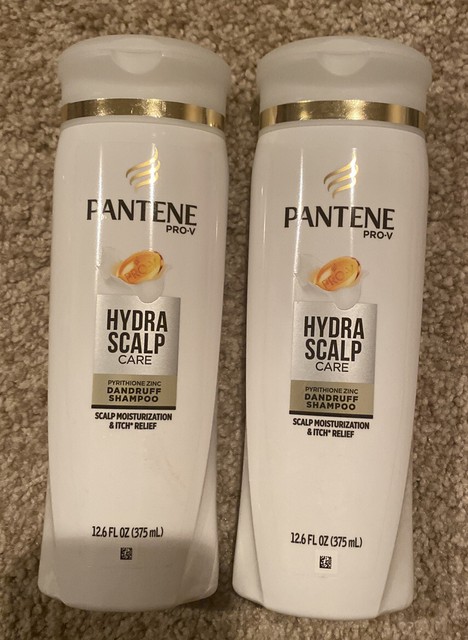 PANTENE
PRO-V
PRO-V
HYDRA
SCALP
CARE
PYRITHIONE ZINC
DANDRUFF
SHAMPOO
SCALP MOISTURIZATION
& ITCH* RELIEF
12.6 FL OZ (375 mL)
PANTENE
PRO-V
PRO-V
HYDRA
SCALP
CARE
PYRITHIONE ZINC
DANDRUFF
SHAMPOO
SCALP MOISTURIZATION
& ITCH* RELIEF
12.6 FL OZ (375 mL)